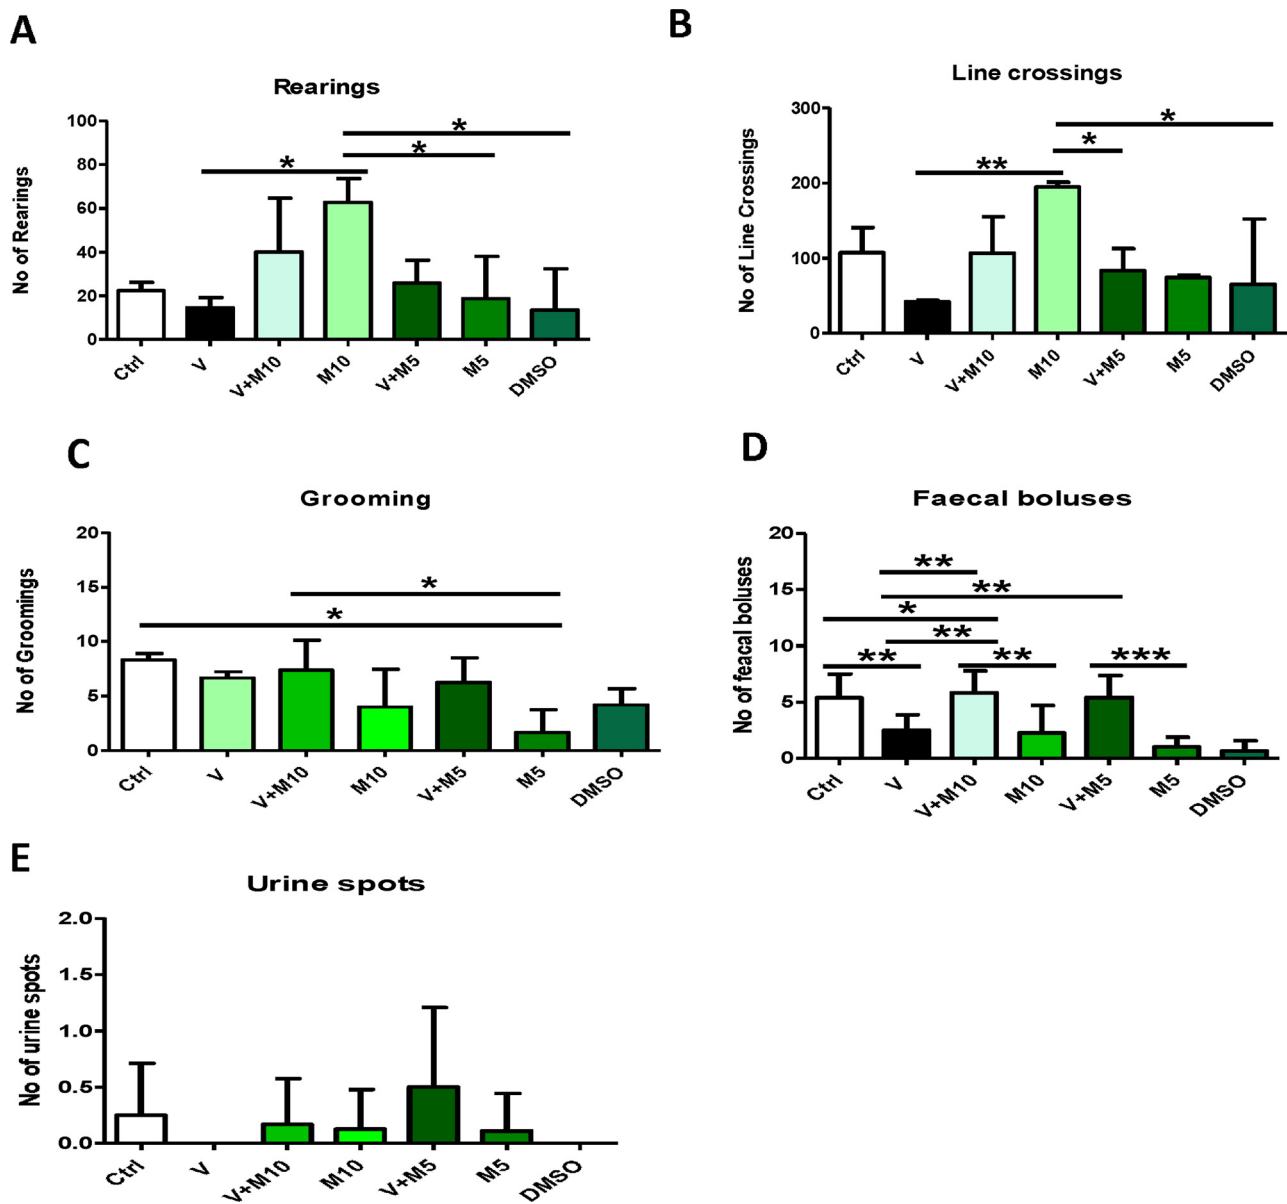 A
Rearings
No of Rearings
100
80
60
40
20
0
* * *
Ctrl V V+M10 M10 V+M5 M5 DMSO
B
Line crossings
No of Line Crossings
300
200
100
0
** * *
Ctrl V V+M10 M10 V+M5 M5 DMSO
C
Grooming
No of Groomings
20
15
10
5
0
*
*
Ctrl V V+M10 M10 V+M5 M5 DMSO
D
Faecal boluses
No of feacal boluses
20
15
10
5
0
**
**
*
**
** ** ***
Ctrl V V+M10 M10 V+M5 M5 DMSO
E
Urine spots
No of urine spots
2.0
1.5
1.0
0.5
0.0
Ctrl V V+M10 M10 V+M5 M5 DMSO